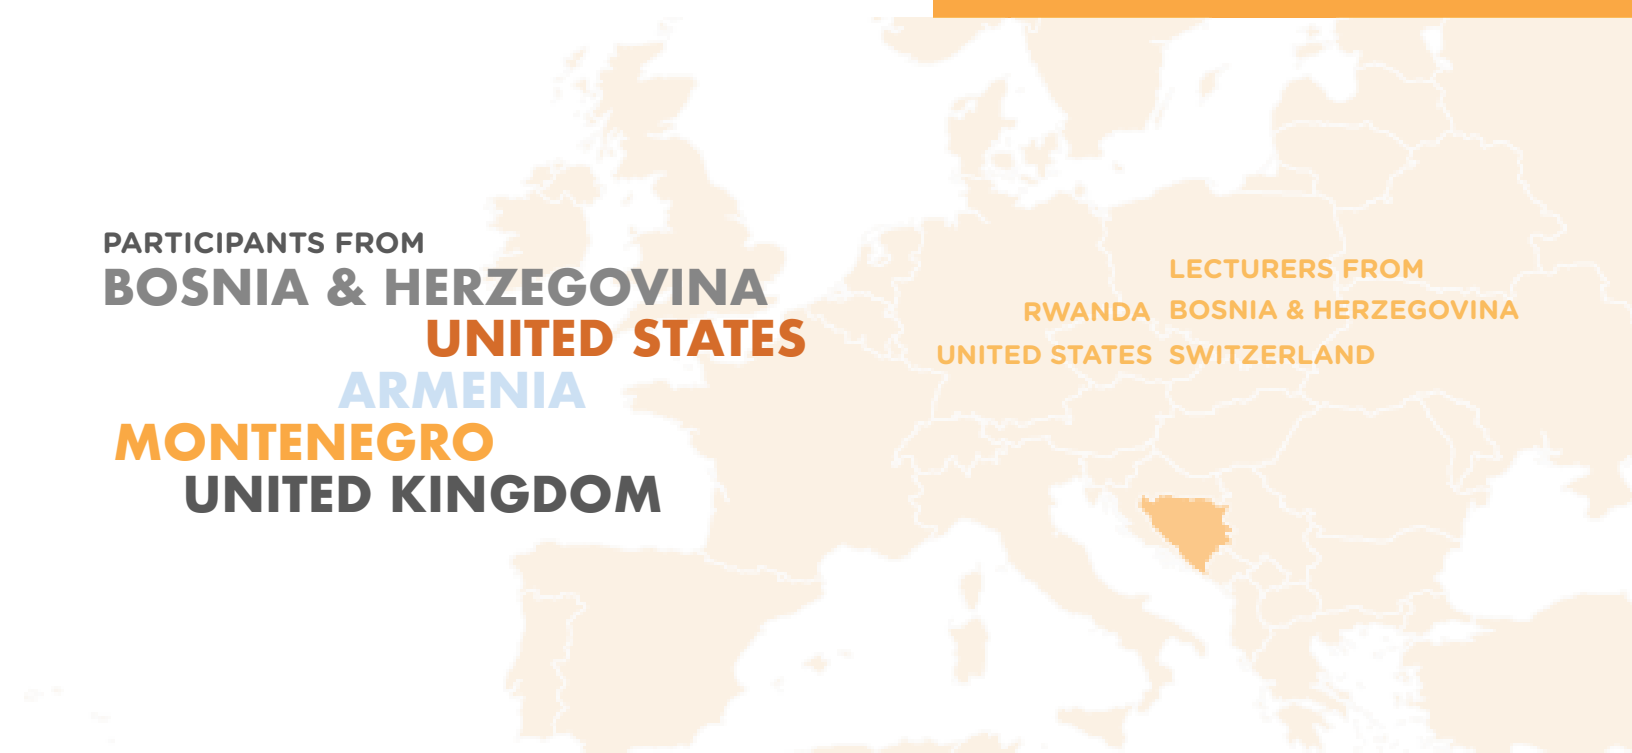 PARTICIPANTS FROM
BOSNIA & HERZEGOVINA
UNITED STATES
ARMENIA
MONTENEGRO
UNITED KINGDOM
LECTURERS FROM
RWANDA BOSNIA & HERZEGOVINA
UNITED STATES SWITZERLAND